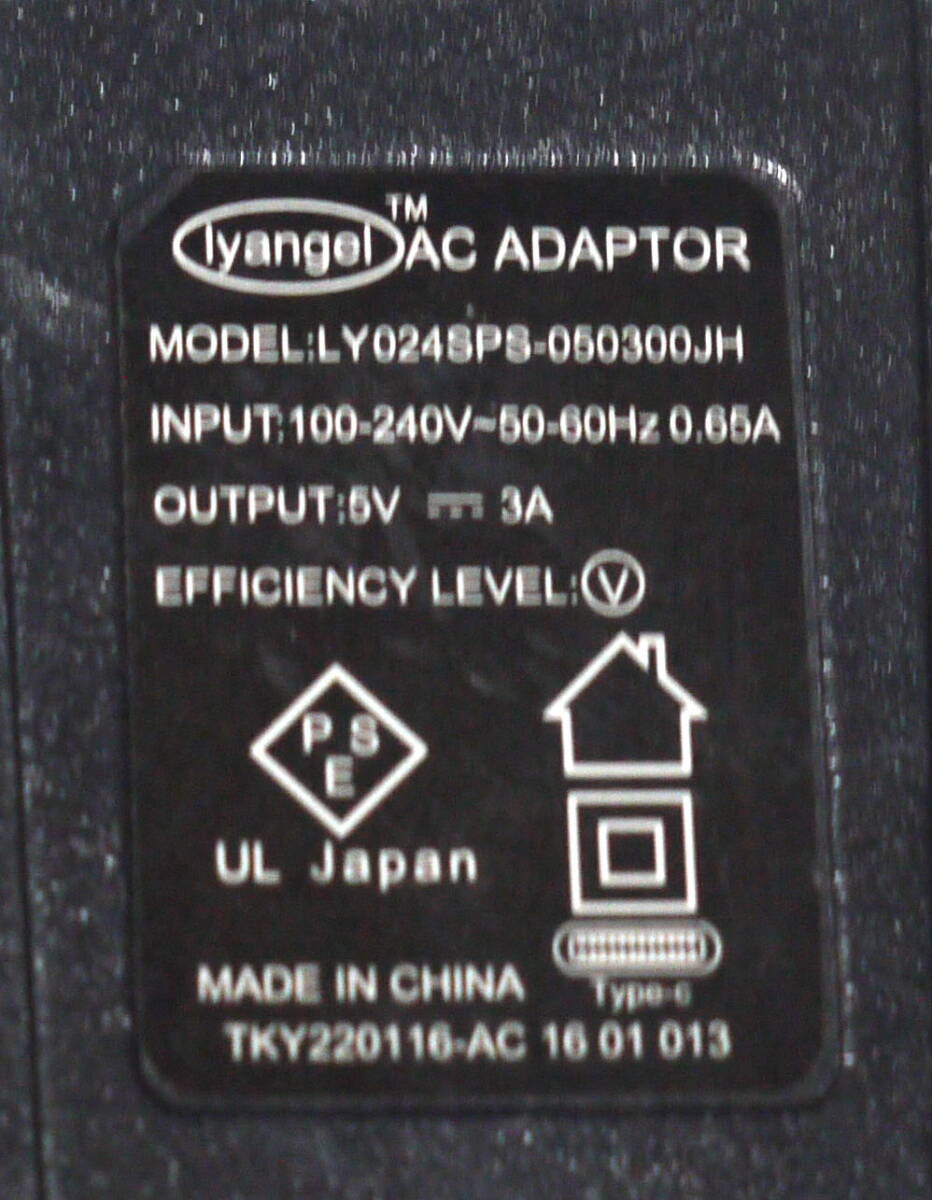 lyangel™ AC ADAPTOR
MODEL:LY024SPS-050300JH
INPUT:100-240V~50-60Hz 0.65A
OUTPUT:5V ⎓ 3A
EFFICIENCY LEVEL:Ⓥ
P S
E
UL Japan
Type-c
MADE IN CHINA
TKY220116-AC 16 01 013